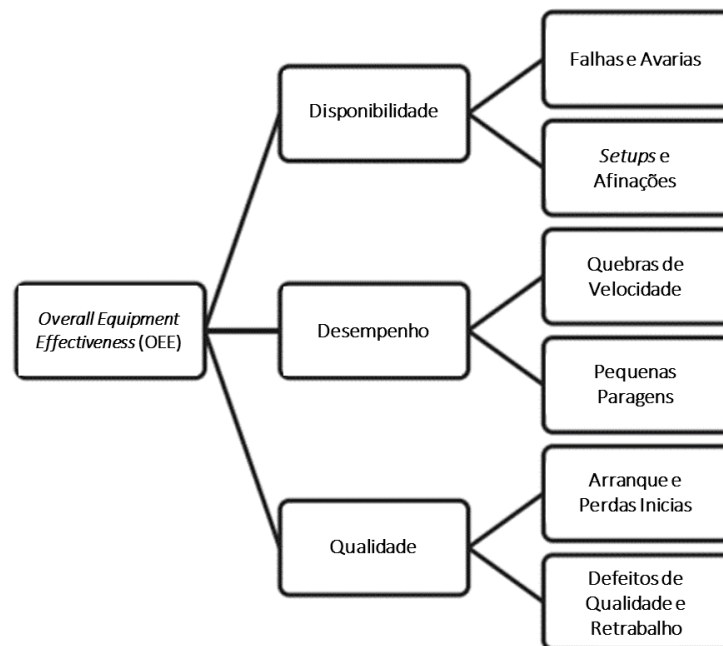 Overall Equipment
Effectiveness (OEE)
Disponibilidade
Falhas e Avarias
Setups e
Afinações
Desempenho
Quebras de
Velocidade
Pequenas
Paragens
Qualidade
Arranque e
Perdas Inicias
Defeitos de
Qualidade e
Retrabalho